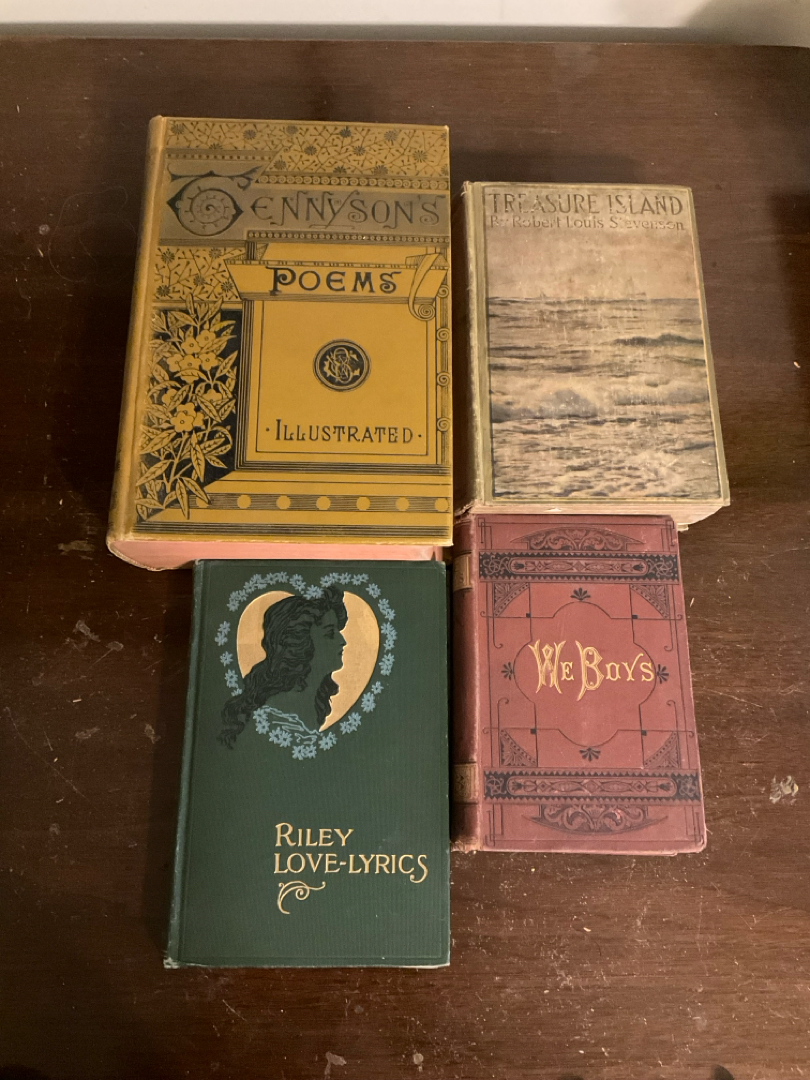 TENNYSON'S
POEMS
· ILLUSTRATED ·
TREASURE ISLAND
By Robert Louis Stevenson
RILEY
LOVE-LYRICS
WE BOYS